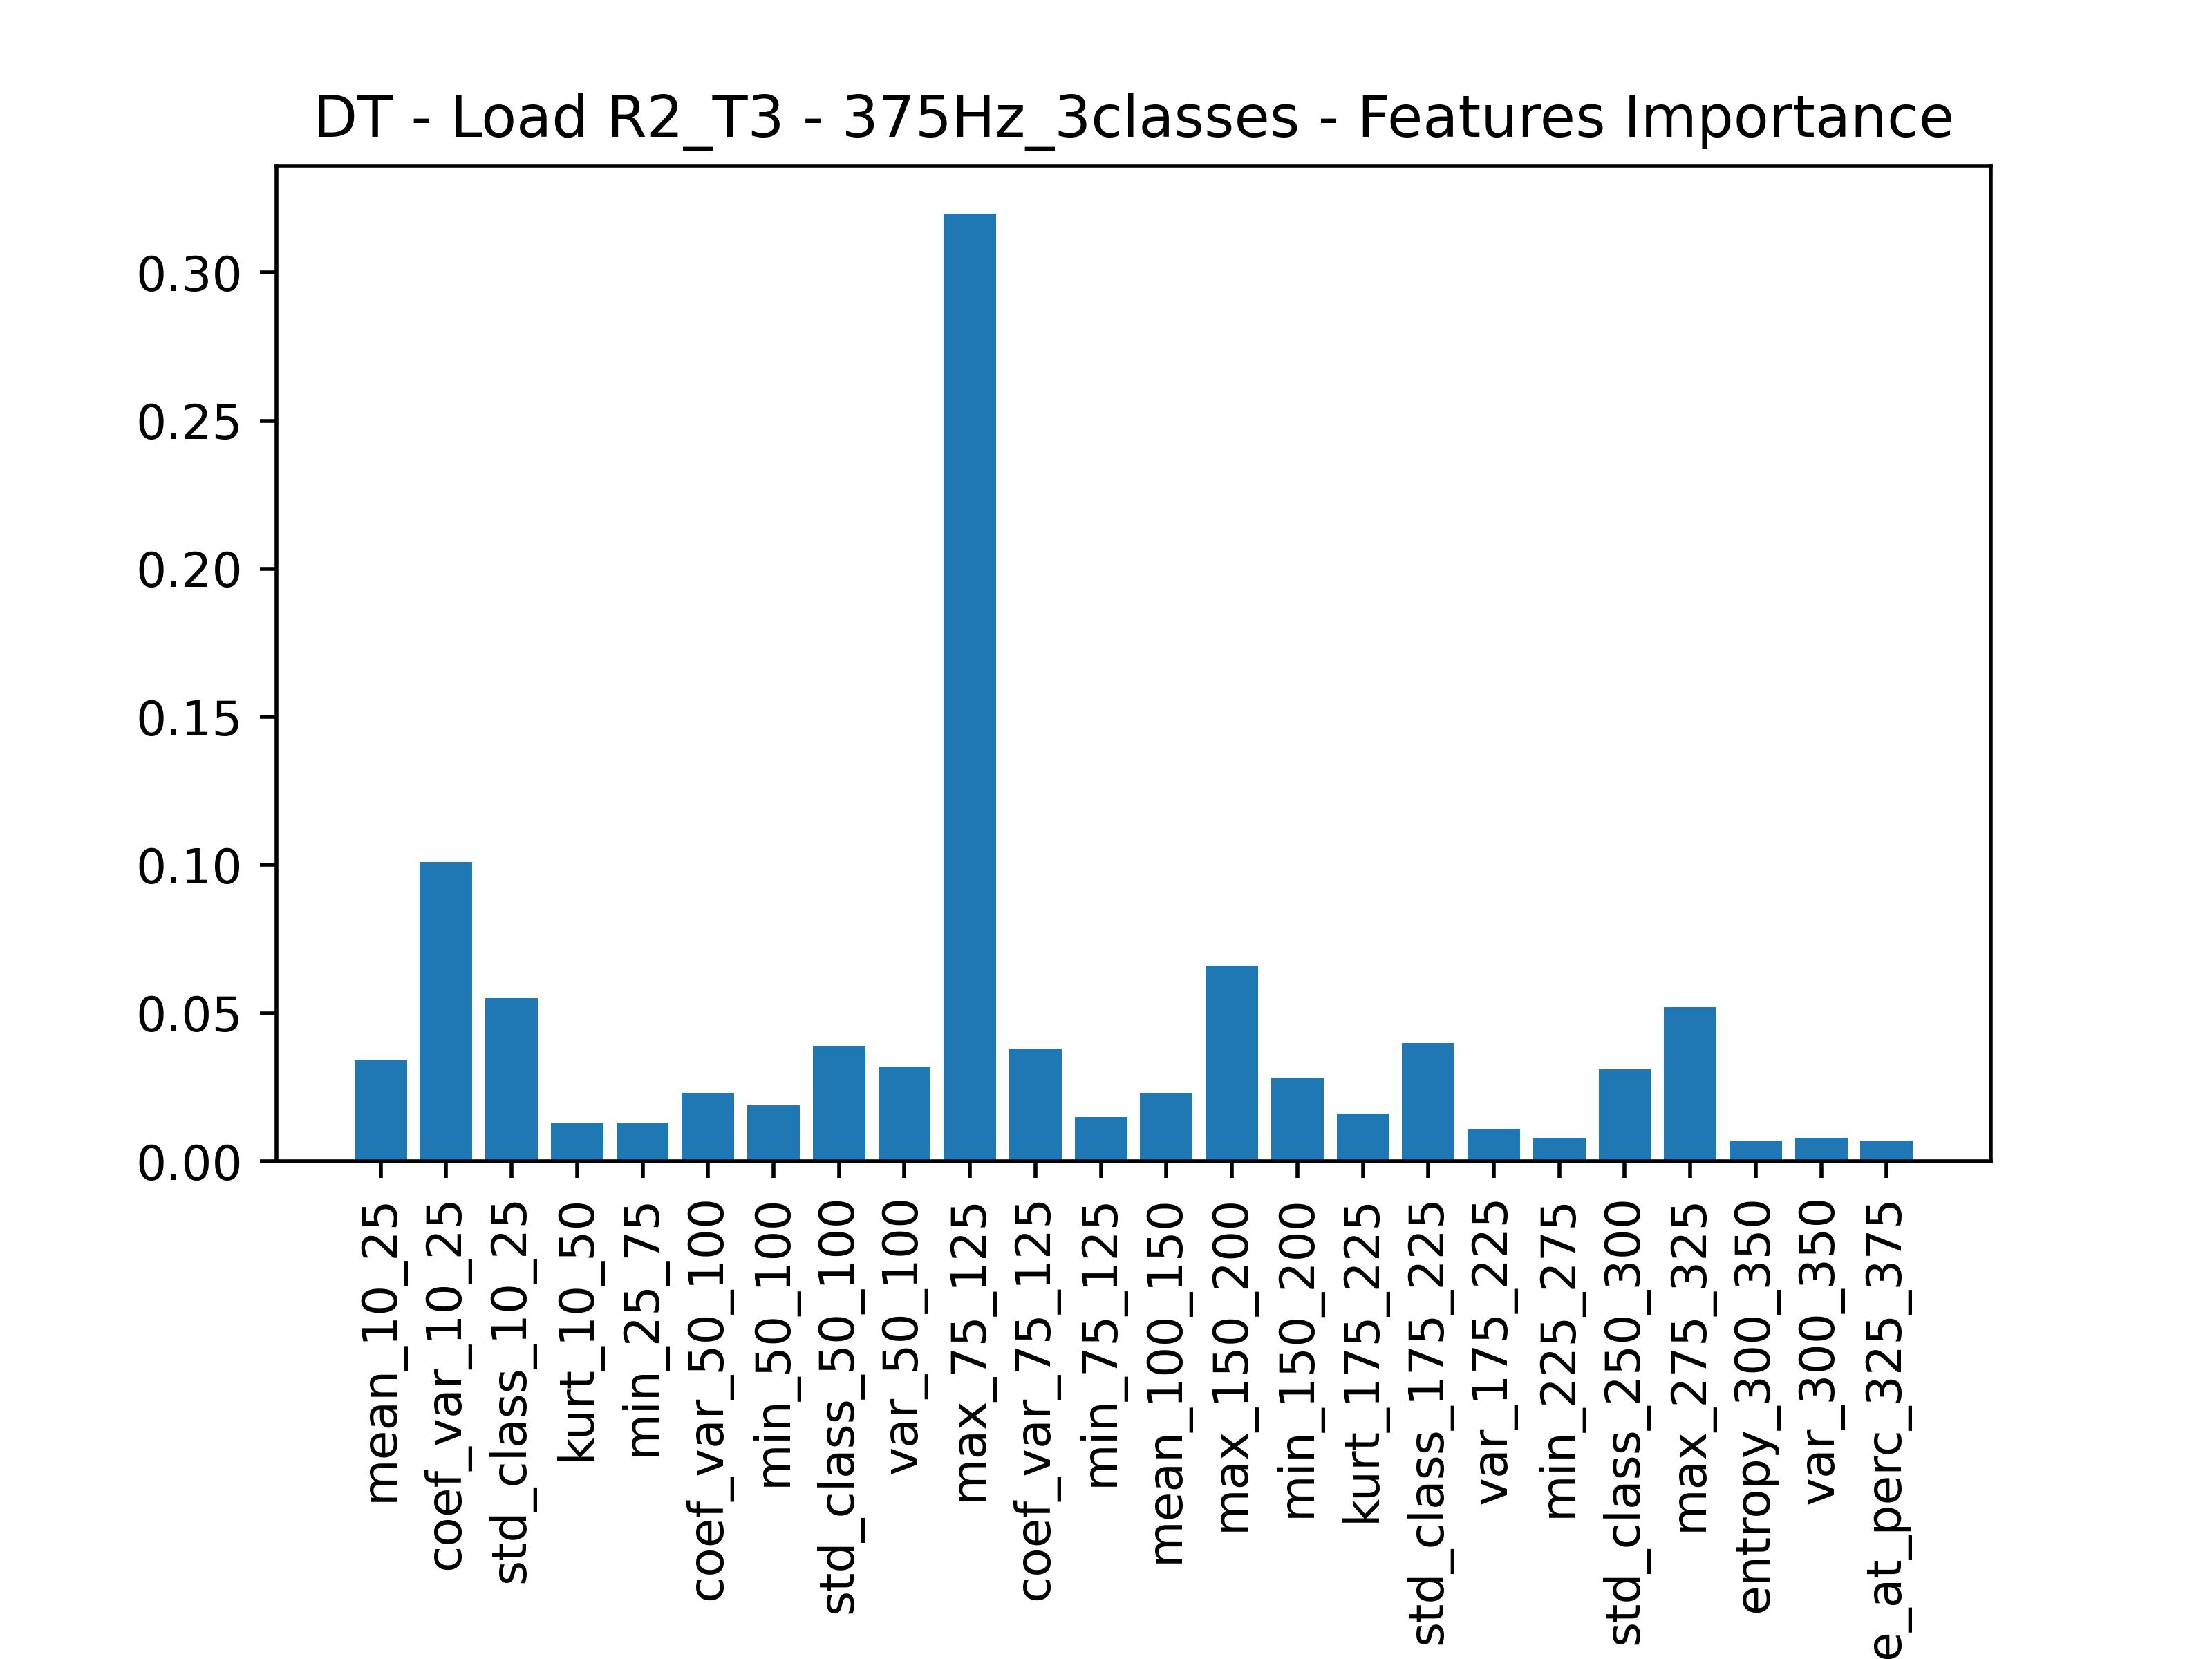 DT - Load R2_T3 - 375Hz_3classes - Features Importance
0.30
0.25
0.20
0.15
0.10
0.05
0.00
mean_10_25
coef_var_10_25
std_class_10_25
kurt_10_50
min_25_75
coef_var_50_100
min_50_100
std_class_50_100
var_50_100
max_75_125
coef_var_75_125
min_75_125
mean_100_150
max_150_200
min_150_200
kurt_175_225
std_class_175_225
var_175_225
min_225_275
std_class_250_300
max_275_325
entropy_300_350
var_300_350
e_at_perc_325_375